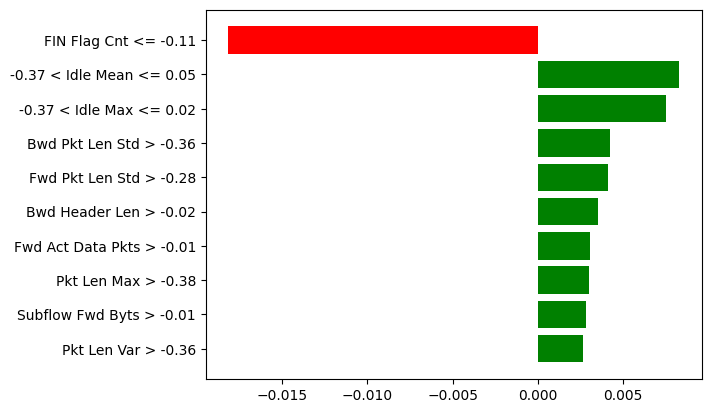 FIN Flag Cnt <= -0.11
-0.37 < Idle Mean <= 0.05
-0.37 < Idle Max <= 0.02
Bwd Pkt Len Std > -0.36
Fwd Pkt Len Std > -0.28
Bwd Header Len > -0.02
Fwd Act Data Pkts > -0.01
Pkt Len Max > -0.38
Subflow Fwd Byts > -0.01
Pkt Len Var > -0.36
−0.015 −0.010 −0.005 0.000 0.005